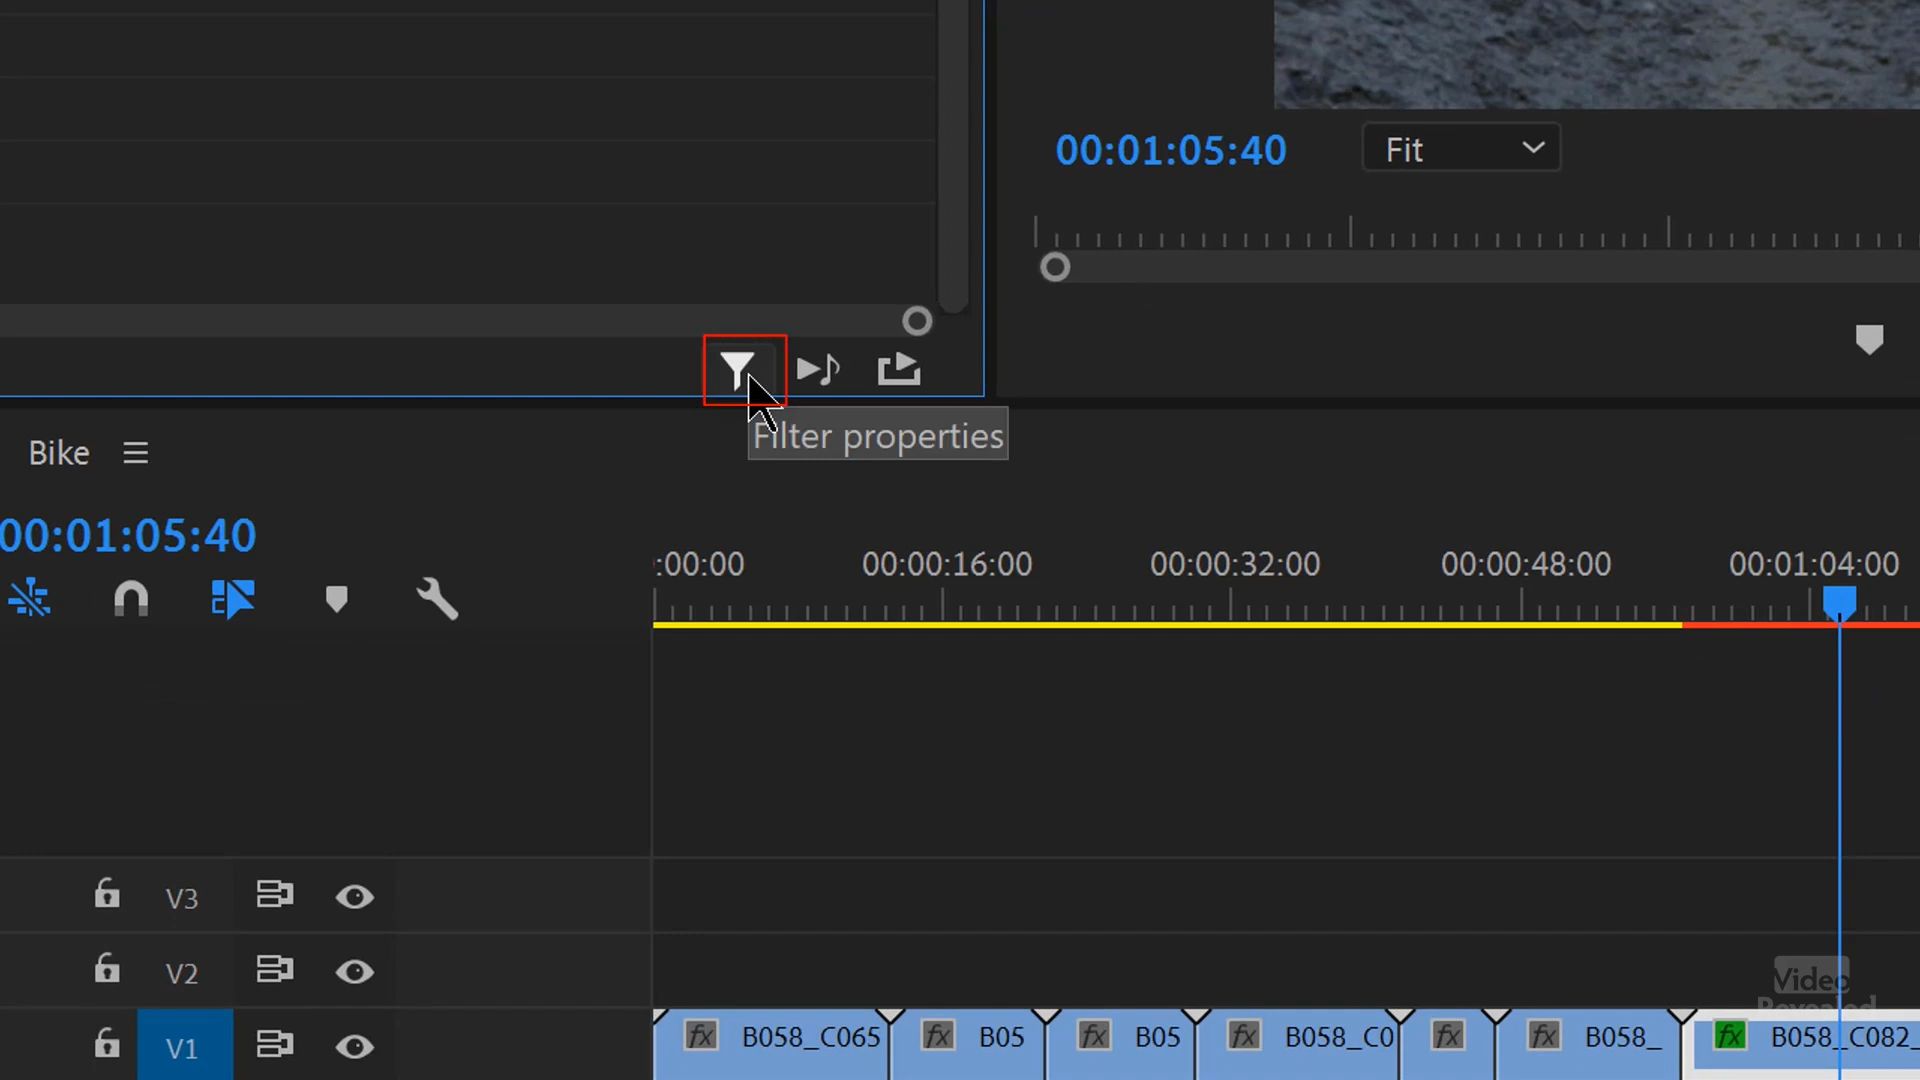 00:01:05:40
Fit
Filter properties
Bike
00:01:05:40
:00:00
00:00:16:00
00:00:32:00
00:00:48:00
00:01:04:00
V3
V2
Video
Revealed
V1
fx B058_C065
fx B05
fx B05
fx B058_C0
fx
fx B058_
fx B058_C082_